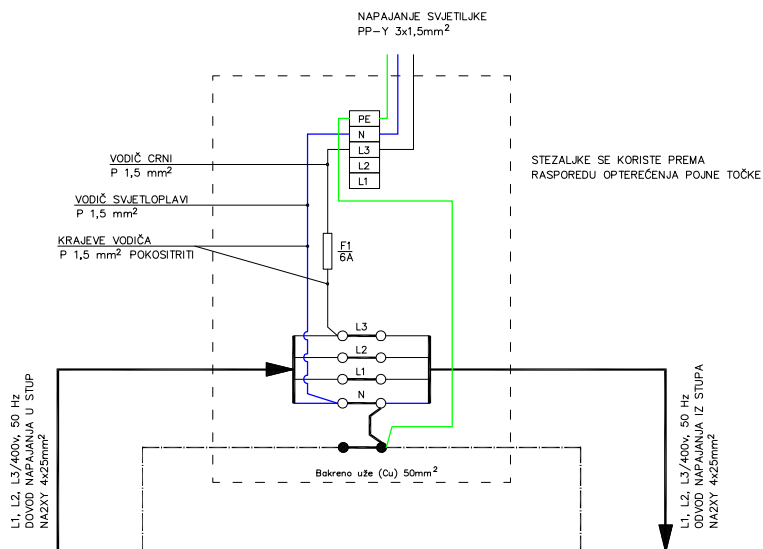 NAPAJANJE SVJETILJKE
PP-Y 3x1,5mm²
PE
N
L3
L2
L1
STEZALJKE SE KORISTE PREMA
RASPOREDU OPTEREĆENJA POJNE TOČKE
VODIČ CRNI
P 1,5 mm²
VODIČ SVJETLOPLAVI
P 1,5 mm²
KRAJEVE VODIČA
P 1,5 mm² POKOSITRITI
F1
6A
L3
L2
L1
N
Bakreno uže (Cu) 50mm²
L1, L2, L3/400v, 50 Hz
DOVOD NAPAJANJA U STUP
NA2XY 4x25mm²
L1, L2, L3/400v, 50 Hz
ODVOD NAPAJANJA IZ STUPA
NA2XY 4x25mm²